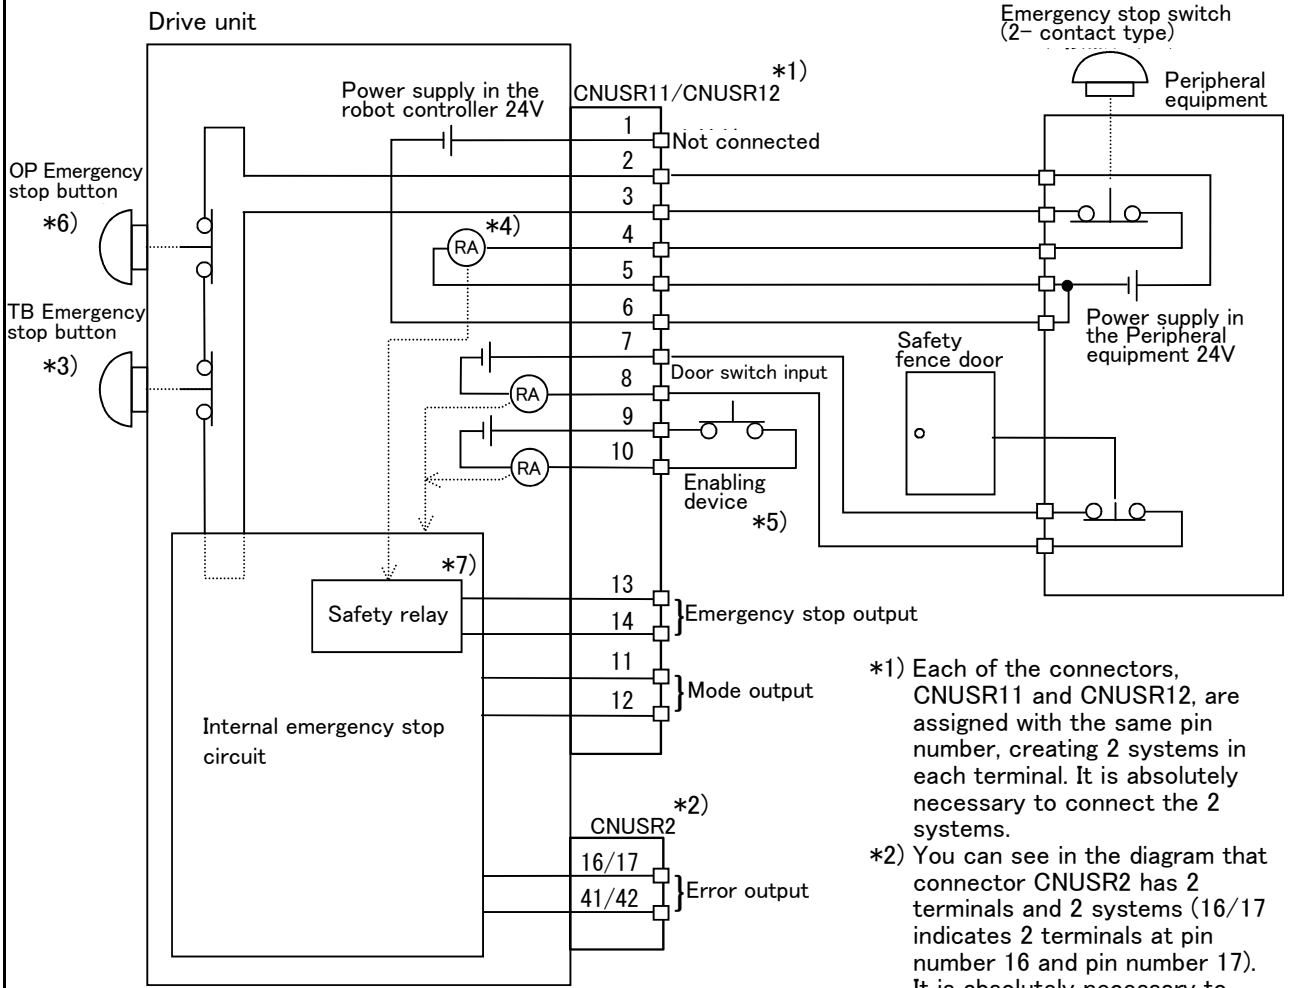 Drive unit
Emergency stop switch
(2- contact type)
Peripheral
equipment
*1)
Power supply in the
robot controller 24V
CNUSR11/CNUSR12
1
Not connected
2
OP Emergency
stop button
*6)
3
*4)
RA
4
5
6
TB Emergency
stop button
*3)
Power supply in
the Peripheral
equipment 24V
Safety
fence door
7
Door switch input
8
RA
9
10
RA
Enabling
device
*5)
*7)
Safety relay
13
14
Emergency stop output
11
12
Mode output
Internal emergency stop
circuit
*2)
CNUSR2
16/17
41/42
Error output
*1) Each of the connectors,
CNUSR11 and CNUSR12, are
assigned with the same pin
number, creating 2 systems in
each terminal. It is absolutely
necessary to connect the 2
systems.
*2) You can see in the diagram that
connector CNUSR2 has 2
terminals and 2 systems (16/17
indicates 2 terminals at pin
number 16 and pin number 17).
It is absolutely necessary to